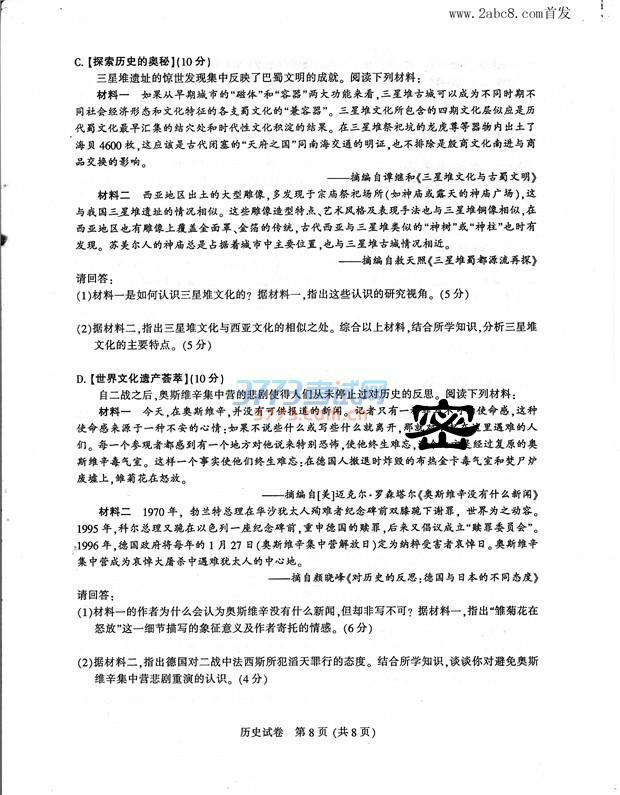 www.2abc8.com首发
C.【探索历史的奥秘】(10分)
三星堆遗址的惊世发现集中反映了巴蜀文明的成就。阅读下列材料:
材料一 如果从早期城市的“磁体”和“容器”两大功能来看,三星堆古城可以成为不同时期不
同社会经济形态和文化特征的各支蜀文化的“兼容器”。三星堆文化所包含的四期文化层似应是历
代蜀文化最早汇集的结穴处和时代性文化积淀的结果。在三星堆祭祀坑的龙虎尊等器物内出土了
海贝4600枚,这应该是古代闭塞的“天府之国”同南海交通的明证,也不排除是殷商文化南进与商
品交换的影响。
——摘编自谭继和《三星堆文化与古蜀文明》
材料二 西亚地区出土的大型雕像,多发现于宗庙祭祀场所(如神庙或露天的神庙广场),这
与我国三星堆遗址的情况相似。这些雕像造型特点、艺术风格及表现手法也与三星堆铜像相似,在
西亚地区也有雕像上覆盖金面罩、金箔的传统,古代西亚与三星堆类似的“神树”或“神柱”也时有
发现。苏美尔人的神庙总是占据着城市中主要位置,也与三星堆古城情况相近。
——摘编自敖天照《三星堆蜀都源流再探》
请回答:
(1)材料一是如何认识三星堆文化的?据材料一,指出这些认识的研究视角。(5分)
(2)据材料二,指出三星堆文化与西亚文化的相似之处。综合以上材料,结合所学知识,分析三星堆
文化的主要特点。(5分)
D.【世界文化遗产荟萃】(10分)
3773考试网
自二战之后,奥斯维辛集中营的悲剧使得人们从未停止过对历史的反思。阅读下列材料:
3773.com.cn
材料一 今天,在奥斯维辛,并没有可供报道的新闻。记者只有一 使命感,这种
使命感来源于一种不安的心情:如果不说些什么或写些什么就离开,那就 在这里遇难的人
密
们。每一个参观者都感到有一个地方对他说来特别恐怖,使他终生难忘, 经过复原的奥
斯维辛毒气室。这样一个事实使他们终生难忘:在德国人撤退时炸毁的布热金卡毒气室和焚尸炉
废墟上,雏菊花在怒放。
——摘编自[美]迈克尔·罗森塔尔《奥斯维辛没有什么新闻》
材料二 1970年,勃兰特总理在华沙犹太人殉难者纪念碑前双膝跪下谢罪,世界为之动容。
1995年,科尔总理又跪在以色列一座纪念碑前,重申德国的赎罪,后来又倡议成立“赎罪委员会”。
1996年,德国政府将每年的1月27日(奥斯维辛集中营解放日)定为纳粹受害者哀悼日。奥斯维辛
集中营成为哀悼大屠杀中遇难犹太人的中心地。
——摘自颜晓峰《对历史的反思:德国与日本的不同态度》
请回答:
(1)材料一的作者为什么会认为奥斯维辛没有什么新闻,但却非写不可?据材料一,指出“雏菊花在
怒放”这一细节描写的象征意义及作者寄托的情感。(6分)
(2)据材料二,指出德国对二战中法西斯所犯滔天罪行的态度。结合所学知识,谈谈你对避免奥斯
维辛集中营悲剧重演的认识。(4分)
历史试卷 第8页(共8页)